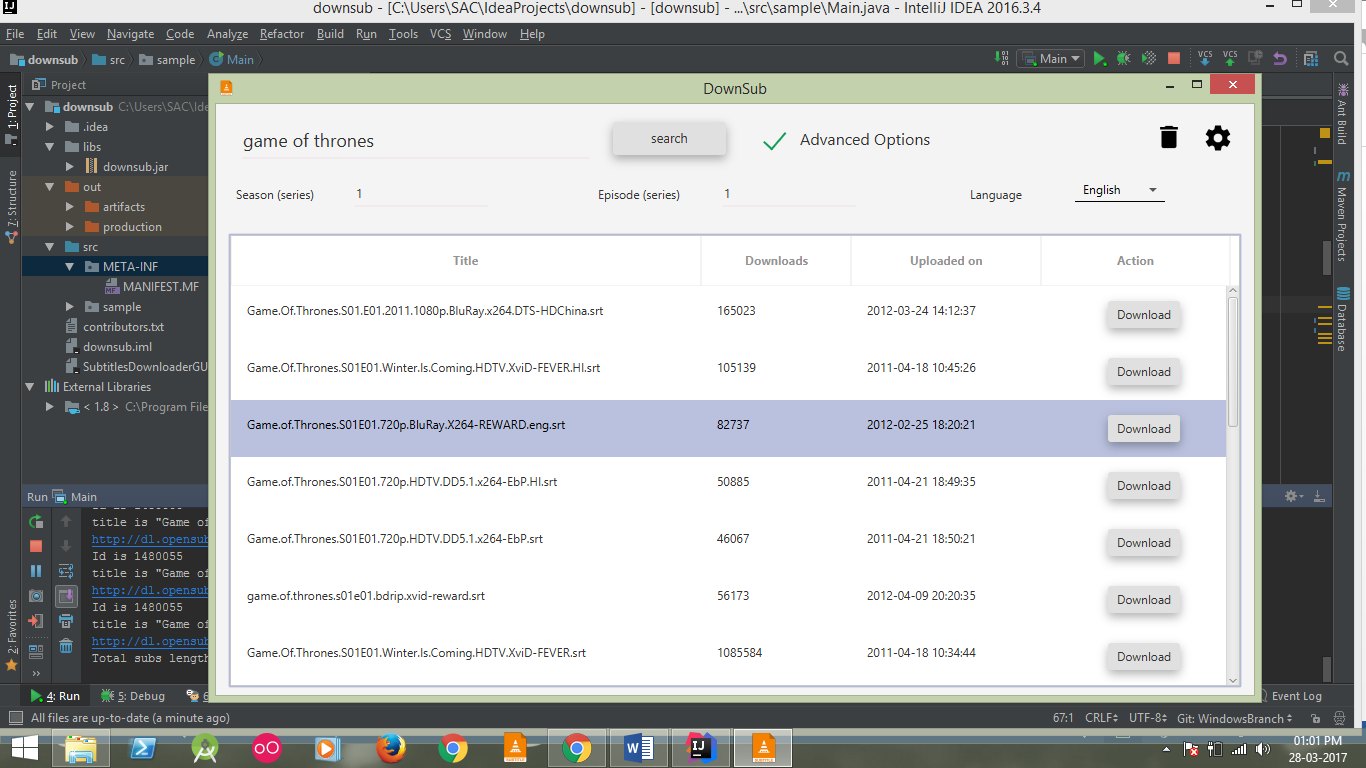 downsub - [C:\Users\SAC\IdeaProjects\downsub] - [downsub] - ...\src\sample\Main.java - IntelliJ IDEA 2016.3.4
File Edit View Navigate Code Analyze Refactor Build Run Tools VCS Window Help
downsub src sample Main
Main
VCS VCS
1: Project
7: Structure
2: Favorites
Project
downsub C:\Users\SAC\Ide
.idea
libs
downsub.jar
out
artifacts
production
src
META-INF
MANIFEST.MF
sample
contributors.txt
downsub.iml
SubtitlesDownloaderGU
External Libraries
< 1.8 > C:\Program File
DownSub
game of thrones search Advanced Options
Season (series) 1 Episode (series) 1 Language English
Title Downloads Uploaded on Action
Game.Of.Thrones.S01.E01.2011.1080p.BluRay.x264.DTS-HDChina.srt 165023 2012-03-24 14:12:37 Download
Game.Of.Thrones.S01E01.Winter.Is.Coming.HDTV.XviD-FEVER.HI.srt 105139 2011-04-18 10:45:26 Download
Game.of.Thrones.S01E01.720p.BluRay.X264-REWARD.eng.srt 82737 2012-02-25 18:20:21 Download
Game.of.Thrones.S01E01.720p.HDTV.DD5.1.x264-EbP.HI.srt 50885 2011-04-21 18:49:35 Download
Game.of.Thrones.S01E01.720p.HDTV.DD5.1.x264-EbP.srt 46067 2011-04-21 18:50:21 Download
game.of.thrones.s01e01.bdrip.xvid-reward.srt 56173 2012-04-09 20:20:35 Download
Game.Of.Thrones.S01E01.Winter.Is.Coming.HDTV.XviD-FEVER.srt 1085584 2011-04-18 10:34:44 Download
Ant Build
Maven Projects
Database
Run Main
title is "Game of
http://dl.opensub
Id is 1480055
title is "Game of
http://dl.opensub
Id is 1480055
title is "Game of
http://dl.opensub
Total subs length
4: Run 5: Debug 6 Event Log
All files are up-to-date (a minute ago) 67:1 CRLF UTF-8 Git: WindowsBranch
01:01 PM
28-03-2017